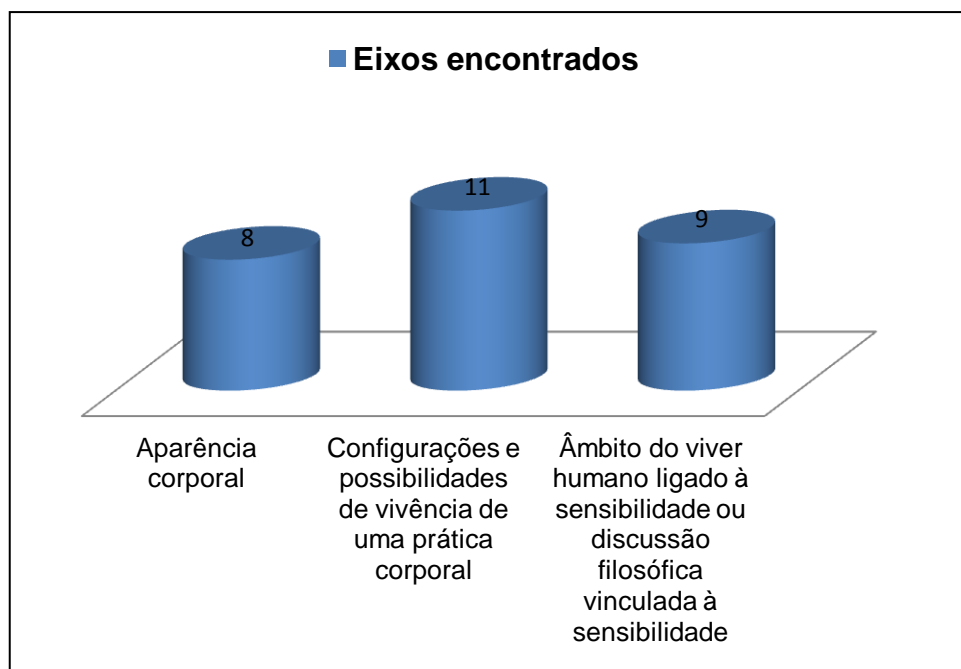 Eixos encontrados
8
11
9
Aparência
corporal
Configurações e
possibilidades
de vivência de
uma prática
corporal
Âmbito do viver
humano ligado à
sensibilidade ou
discussão
filosófica
vinculada à
sensibilidade